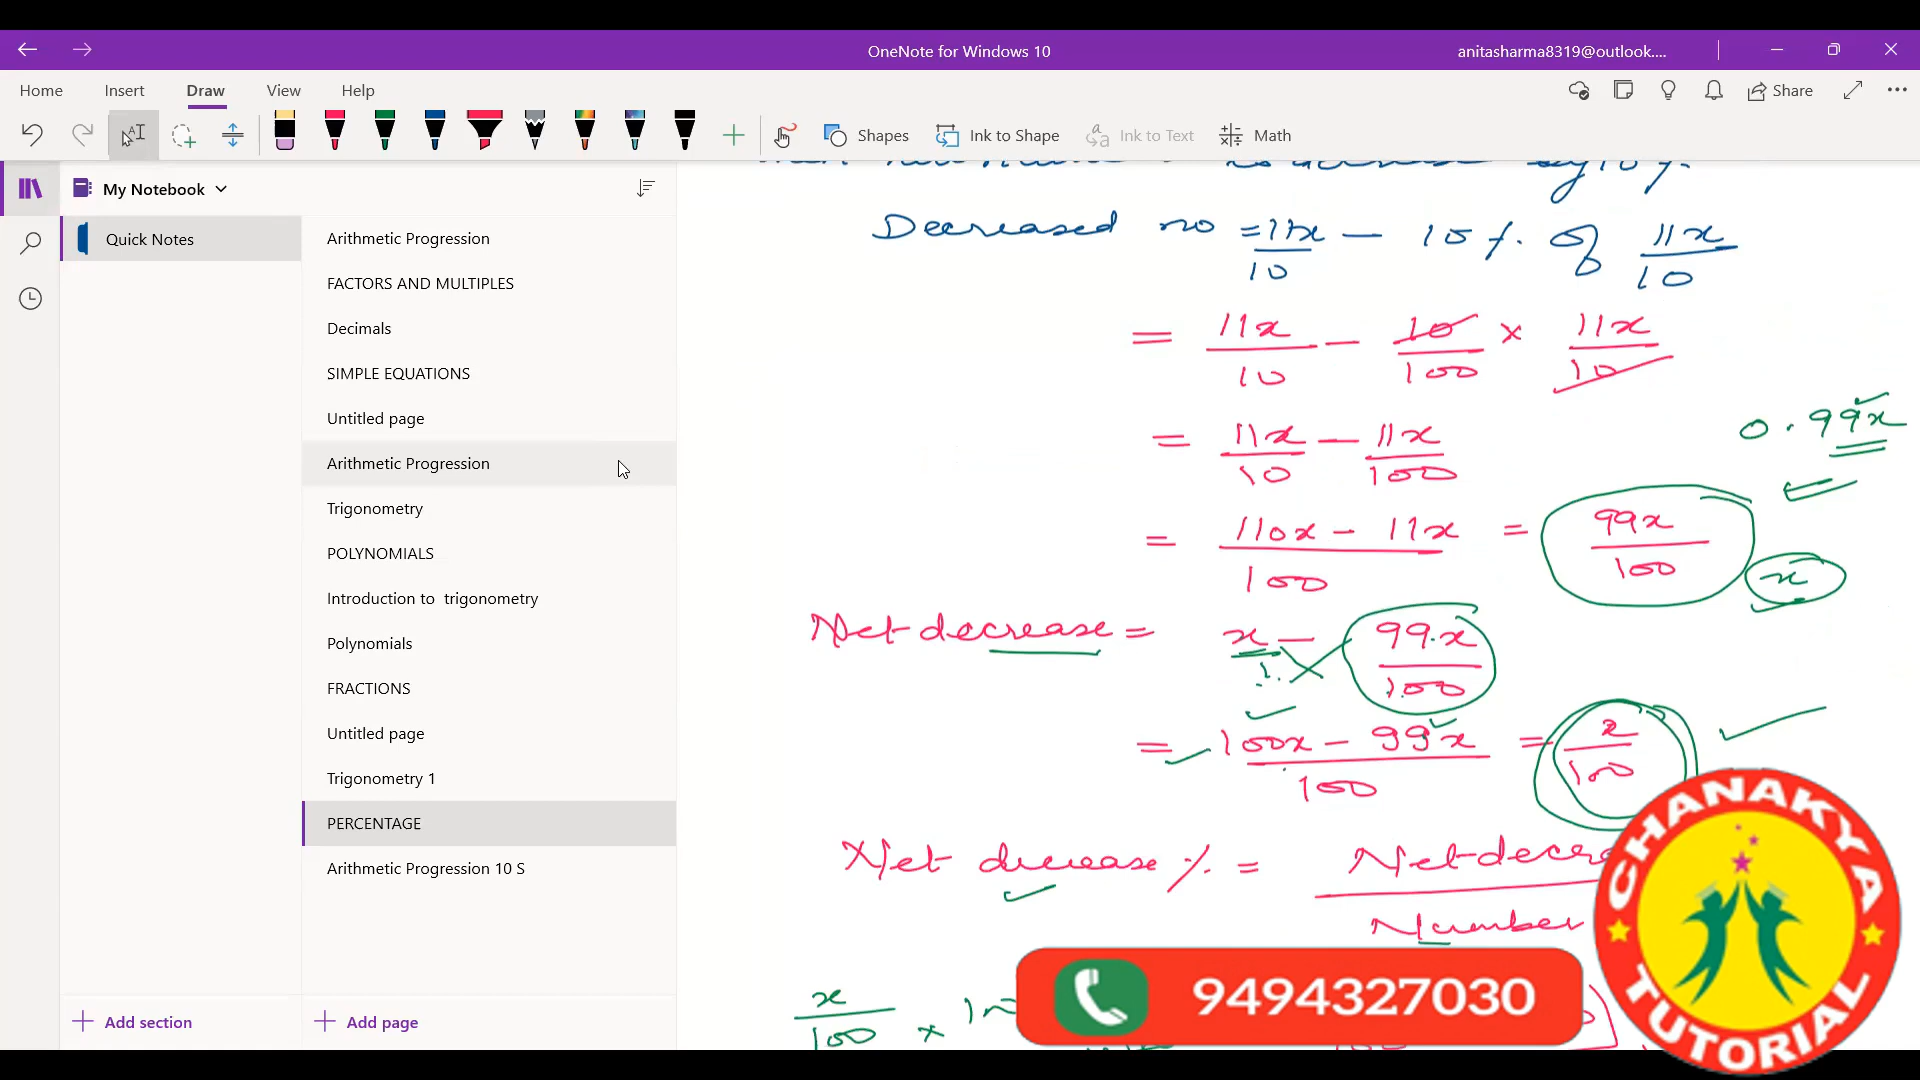 OneNote for Windows 10
anitasharma8319@outlook....
Home Insert Draw View Help
Share
Shapes Ink to Shape Ink to Text Math
My Notebook
Quick Notes
Arithmetic Progression
FACTORS AND MULTIPLES
Decimals
SIMPLE EQUATIONS
Untitled page
Arithmetic Progression
Trigonometry
POLYNOMIALS
Introduction to trigonometry
Polynomials
FRACTIONS
Untitled page
Trigonometry 1
PERCENTAGE
Arithmetic Progression 10 S
Add section
Add page
by 10 %.
Decreased no = 11x/10 − 10 %. of 11x/10
= 11x/10 − 10/100 × 11x/10
0.99x
= 11x/10 − 11x/100
= 110x − 11x/100 = 99x/100
x
Net decrease = x − 99x/100
= 100x − 99x/100 = x/100
Net decrease % = Net decre
Number
x/100 ×
9494327030
CHANAKYA
TUTORIAL